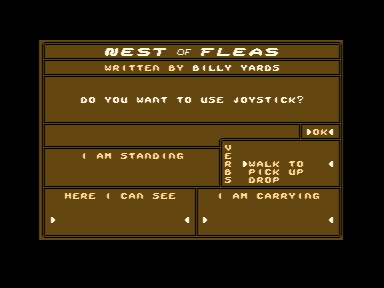 NEST OF FLEAS
WRITTEN BY BILLY YARDS
DO YOU WANT TO USE JOYSTICK?
OK
I AM STANDING
VERBS
WALK TO
PICK UP
DROP
HERE I CAN SEE
I AM CARRYING